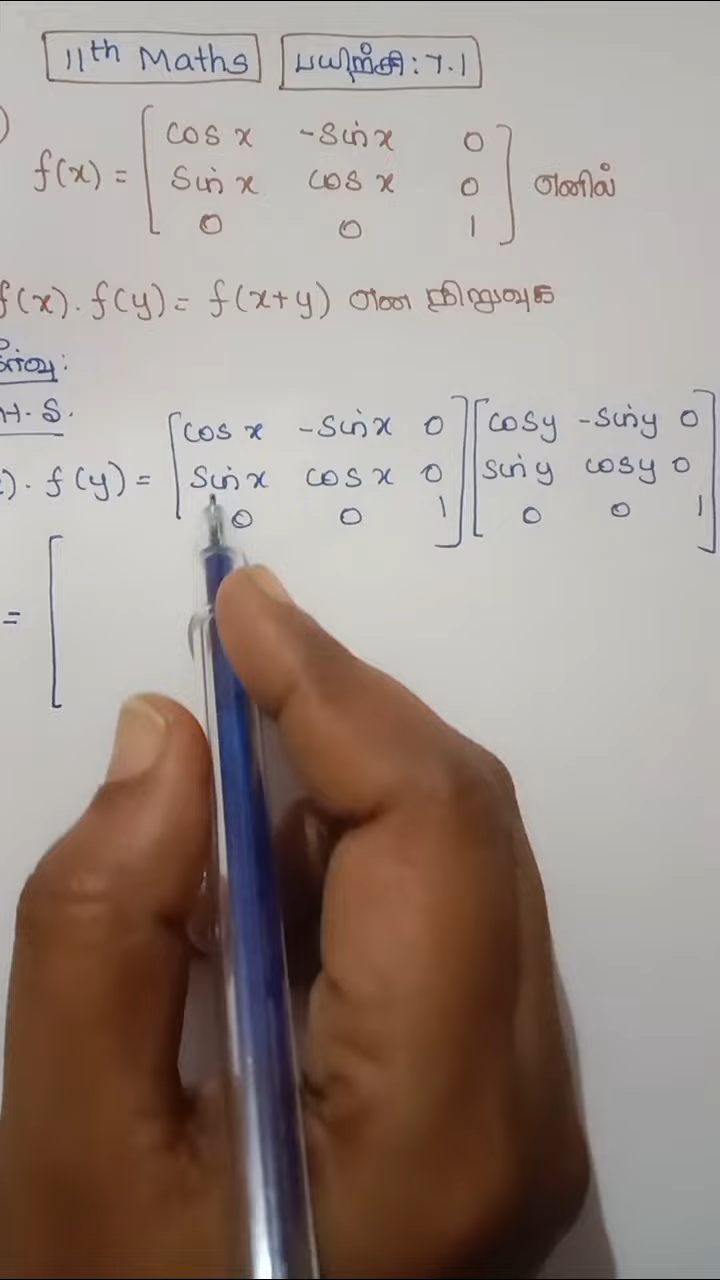 11th Maths பயிற்சி : 7.1
f(x) = [ cos x -sin x 0
sin x cos x 0
0 0 1 ] எனில்
f(x) . f(y) = f(x+y) என நிறுவுக
H. S.
). f(y) = [ cos x -sin x 0 ] [ cos y -sin y 0
sin x cos x 0 sin y cos y 0
0 0 1 ] [ 0 0 1 ]
= [